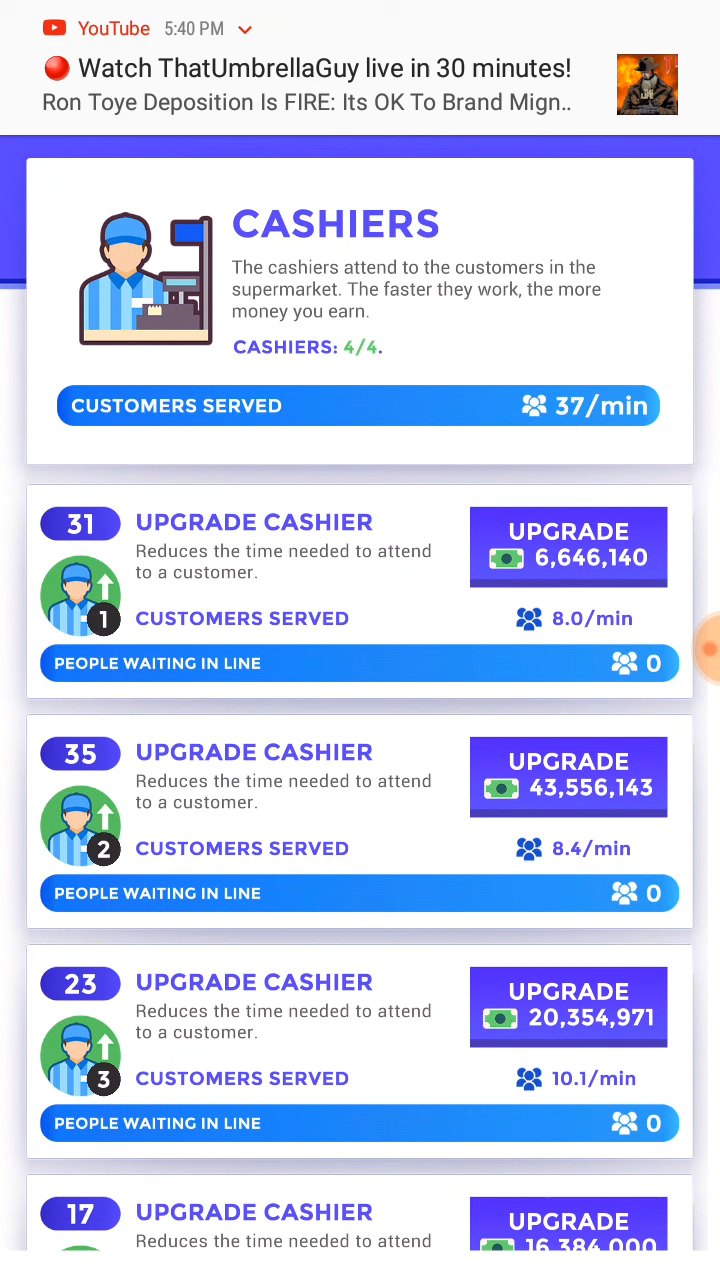 YouTube 5:40 PM
Watch ThatUmbrellaGuy live in 30 minutes!
Ron Toye Deposition Is FIRE: Its OK To Brand Mign..
CASHIERS
The cashiers attend to the customers in the
supermarket. The faster they work, the more
money you earn.
CASHIERS: 4/4.
CUSTOMERS SERVED 37/min
31 UPGRADE CASHIER
Reduces the time needed to attend
to a customer.
UPGRADE
6,646,140
1 CUSTOMERS SERVED 8.0/min
PEOPLE WAITING IN LINE 0
35 UPGRADE CASHIER
Reduces the time needed to attend
to a customer.
UPGRADE
43,556,143
2 CUSTOMERS SERVED 8.4/min
PEOPLE WAITING IN LINE 0
23 UPGRADE CASHIER
Reduces the time needed to attend
to a customer.
UPGRADE
20,354,971
3 CUSTOMERS SERVED 10.1/min
PEOPLE WAITING IN LINE 0
17 UPGRADE CASHIER
Reduces the time needed to attend
UPGRADE
16,384,000